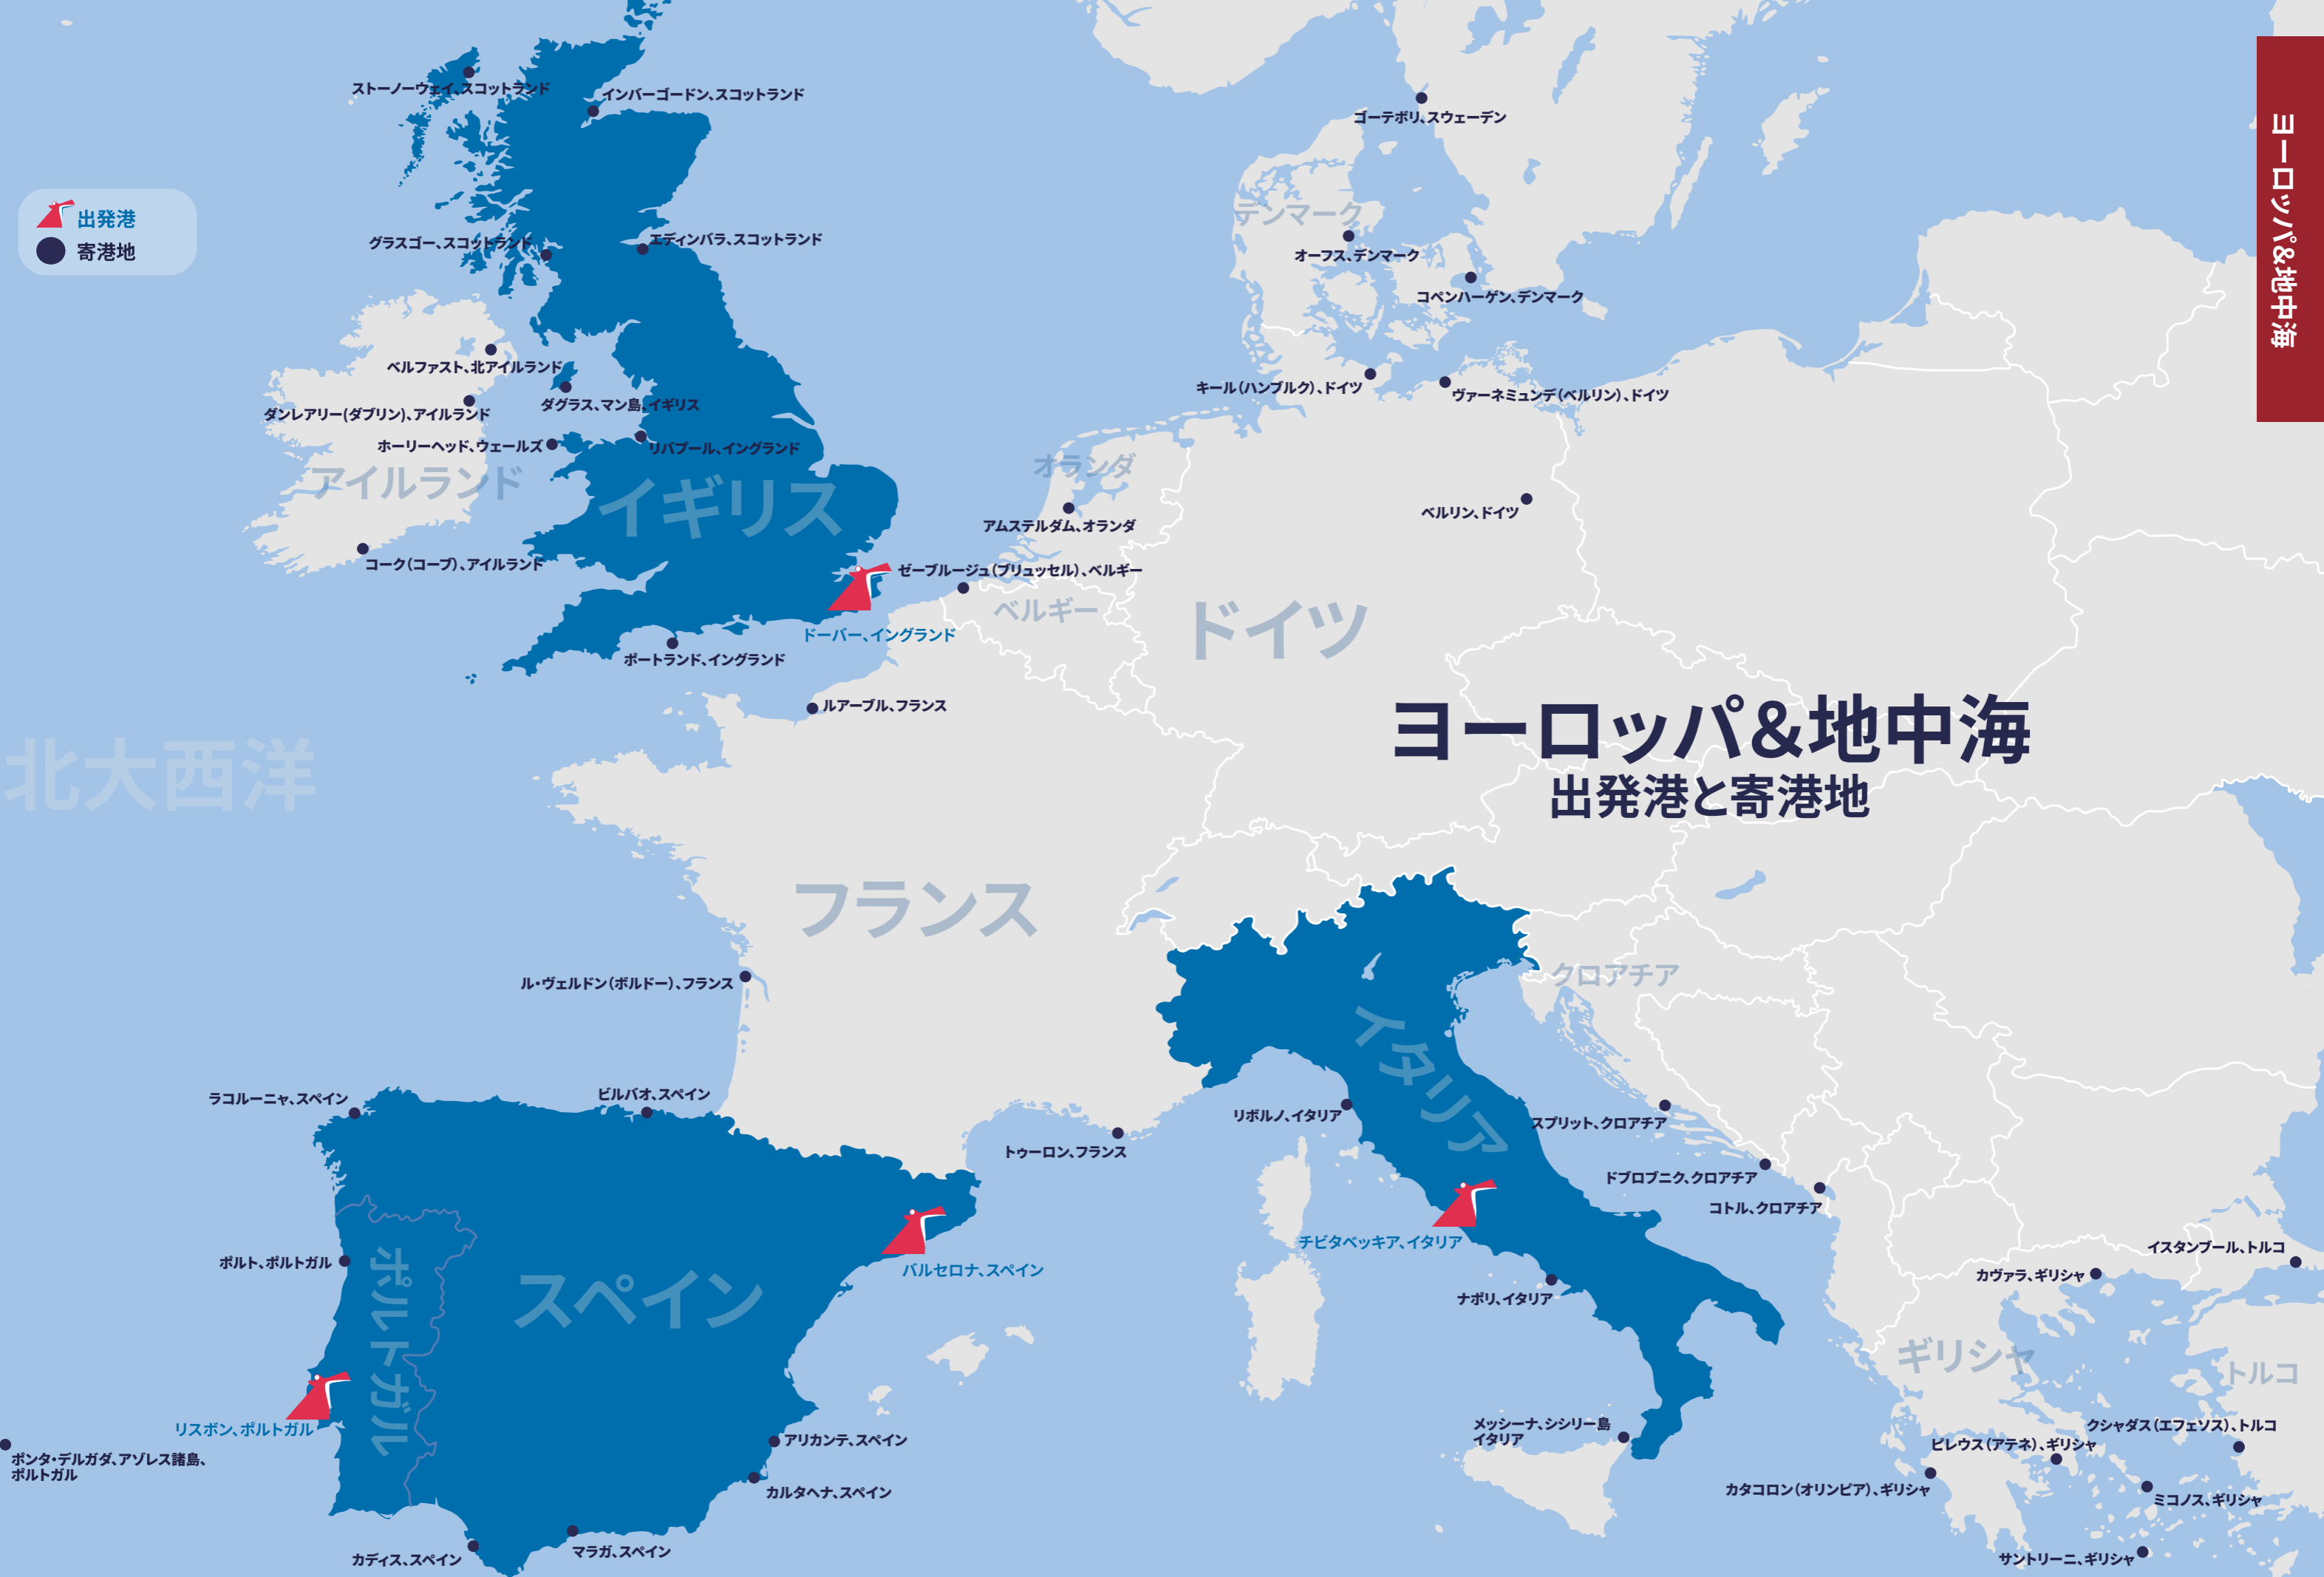 ストーノーウェイ、スコットランド
インバーゴードン、スコットランド
ゴーテボリ、スウェーデン
ヨーロッパ&地中海
出発港
寄港地
デンマーク
グラスゴー、スコットランド
エディンバラ、スコットランド
オーフス、デンマーク
コペンハーゲン、デンマーク
ベルファスト、北アイルランド
キール（ハンブルク）、ドイツ
ヴァーネミュンデ（ベルリン）、ドイツ
ダグラス、マン島、イギリス
ダンレアリー(ダブリン)、アイルランド
ホーリーヘッド、ウェールズ
リバプール、イングランド
アイルランド
イギリス
オランダ
アムステルダム、オランダ
ベルリン、ドイツ
コーク（コーブ）、アイルランド
ゼーブルージュ（ブリュッセル）、ベルギー
ベルギー
ドイツ
ドーバー、イングランド
ポートランド、イングランド
ルアーブル、フランス
ヨーロッパ&地中海
出発港と寄港地
北大西洋
フランス
クロアチア
ル・ヴェルドン（ボルドー）、フランス
イタリア
ラコルーニャ、スペイン
ビルバオ、スペイン
リボルノ、イタリア
スプリット、クロアチア
トゥーロン、フランス
ドブロブニク、クロアチア
コトル、クロアチア
チビタベッキア、イタリア
イスタンブール、トルコ
ポルト、ポルトガル
ポルトガル
スペイン
バルセロナ、スペイン
カヴァラ、ギリシャ
ナポリ、イタリア
ギリシャ
トルコ
リスボン、ポルトガル
アリカンテ、スペイン
メッシーナ、シシリー島
イタリア
クシャダス（エフェソス）、トルコ
ピレウス（アテネ）、ギリシャ
ポンタ・デルガダ、アゾレス諸島、
ポルトガル
カルタヘナ、スペイン
カタコロン（オリンピア）、ギリシャ
ミコノス、ギリシャ
カディス、スペイン
マラガ、スペイン
サントリーニ、ギリシャ